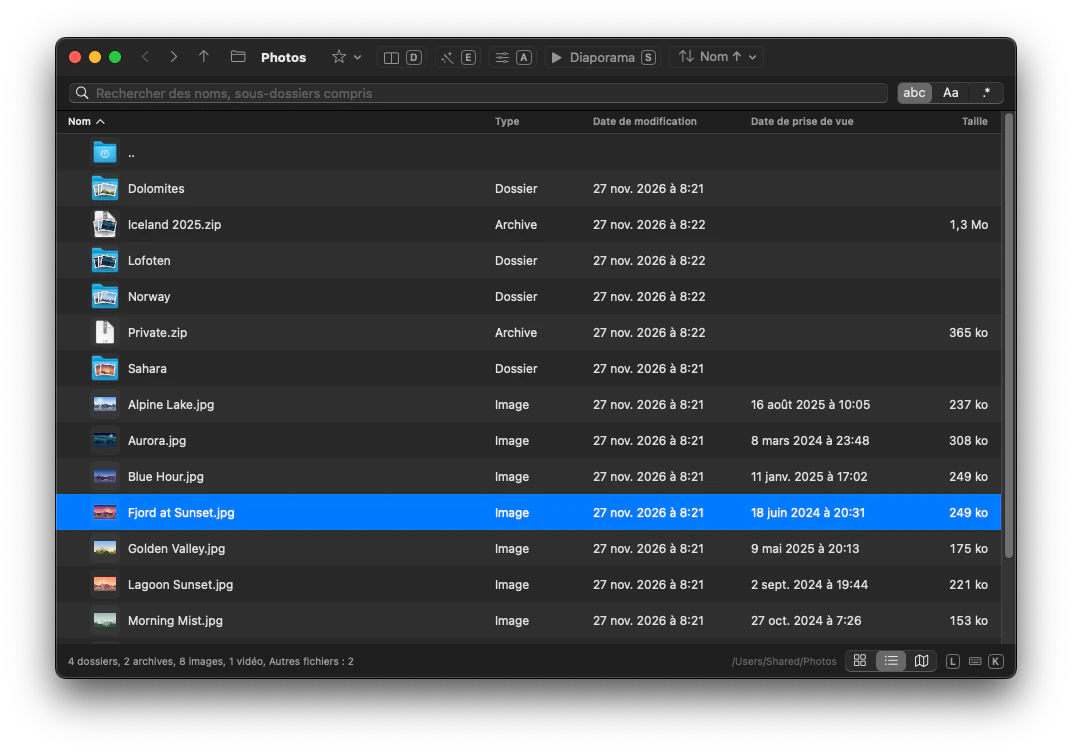 Photos D E A Diaporama S Nom
Rechercher des noms, sous-dossiers compris abc Aa .*
Nom Type Date de modification Date de prise de vue Taille
..
Dolomites Dossier 27 nov. 2026 à 8:21
Iceland 2025.zip Archive 27 nov. 2026 à 8:22 1,3 Mo
Lofoten Dossier 27 nov. 2026 à 8:22
Norway Dossier 27 nov. 2026 à 8:22
Private.zip Archive 27 nov. 2026 à 8:22 365 ko
Sahara Dossier 27 nov. 2026 à 8:21
Alpine Lake.jpg Image 27 nov. 2026 à 8:21 16 août 2025 à 10:05 237 ko
Aurora.jpg Image 27 nov. 2026 à 8:21 8 mars 2024 à 23:48 308 ko
Blue Hour.jpg Image 27 nov. 2026 à 8:21 11 janv. 2025 à 17:02 249 ko
Fjord at Sunset.jpg Image 27 nov. 2026 à 8:21 18 juin 2024 à 20:31 249 ko
Golden Valley.jpg Image 27 nov. 2026 à 8:21 9 mai 2025 à 20:13 175 ko
Lagoon Sunset.jpg Image 27 nov. 2026 à 8:21 2 sept. 2024 à 19:44 221 ko
Morning Mist.jpg Image 27 nov. 2026 à 8:21 27 oct. 2024 à 7:26 153 ko
4 dossiers, 2 archives, 8 images, 1 vidéo, Autres fichiers : 2 /Users/Shared/Photos L K